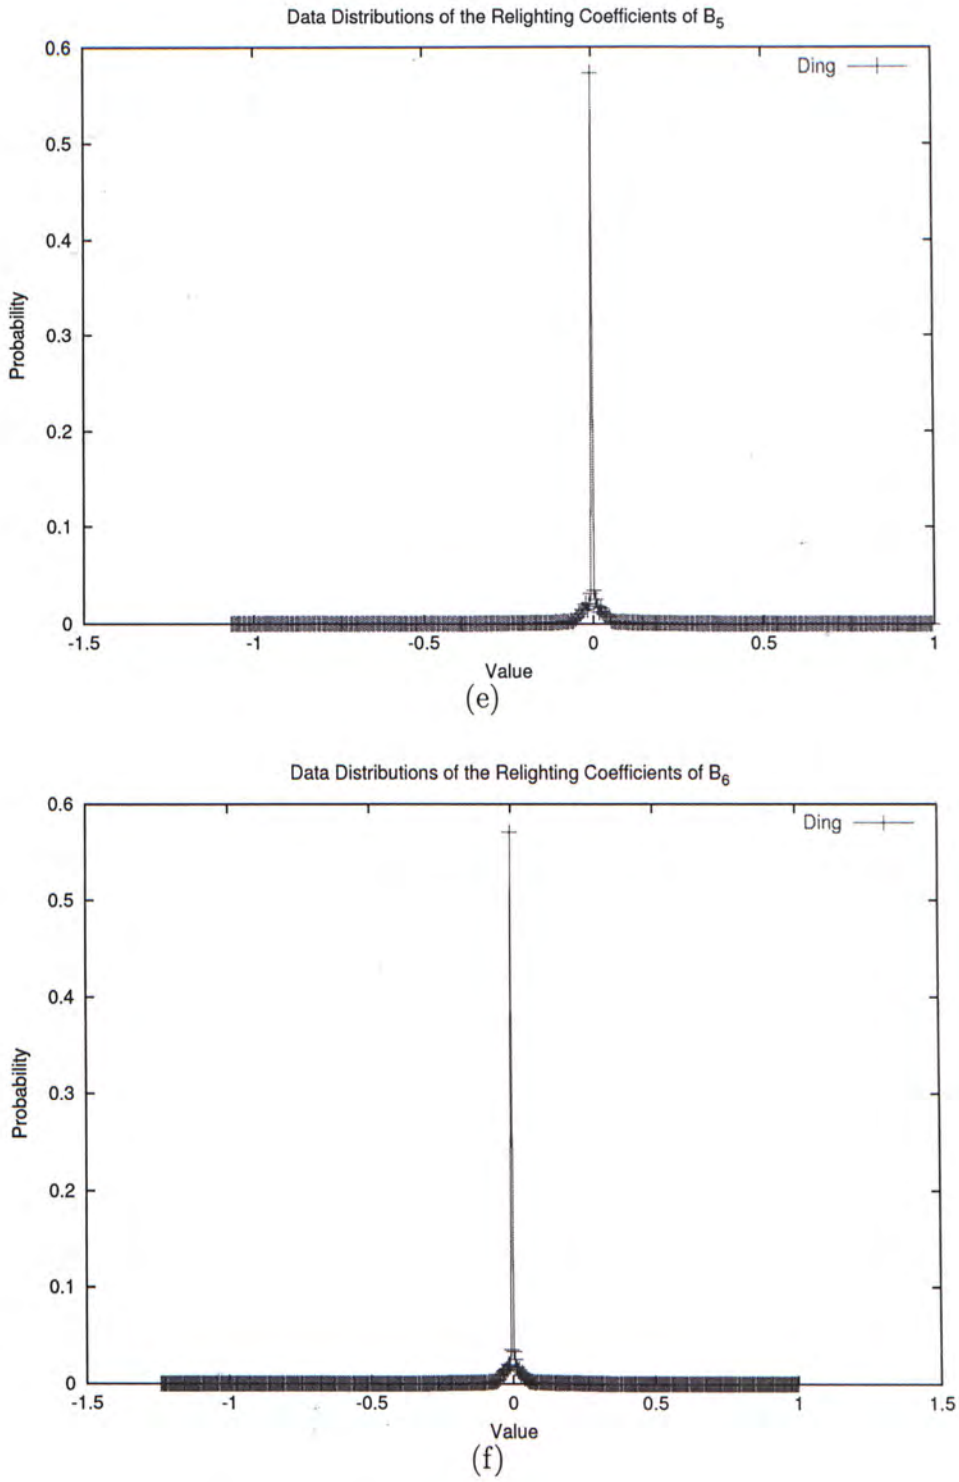 Data Distributions of the Relighting Coefficients of B5
0.6
Ding
0.5
0.4
0.3
0.2
0.1
0
Probability
-1.5 -1 -0.5 0 0.5 1
Value
(e)
Data Distributions of the Relighting Coefficients of B6
0.6
Ding
0.5
0.4
0.3
0.2
0.1
0
Probability
-1.5 -1 -0.5 0 0.5 1 1.5
Value
(f)